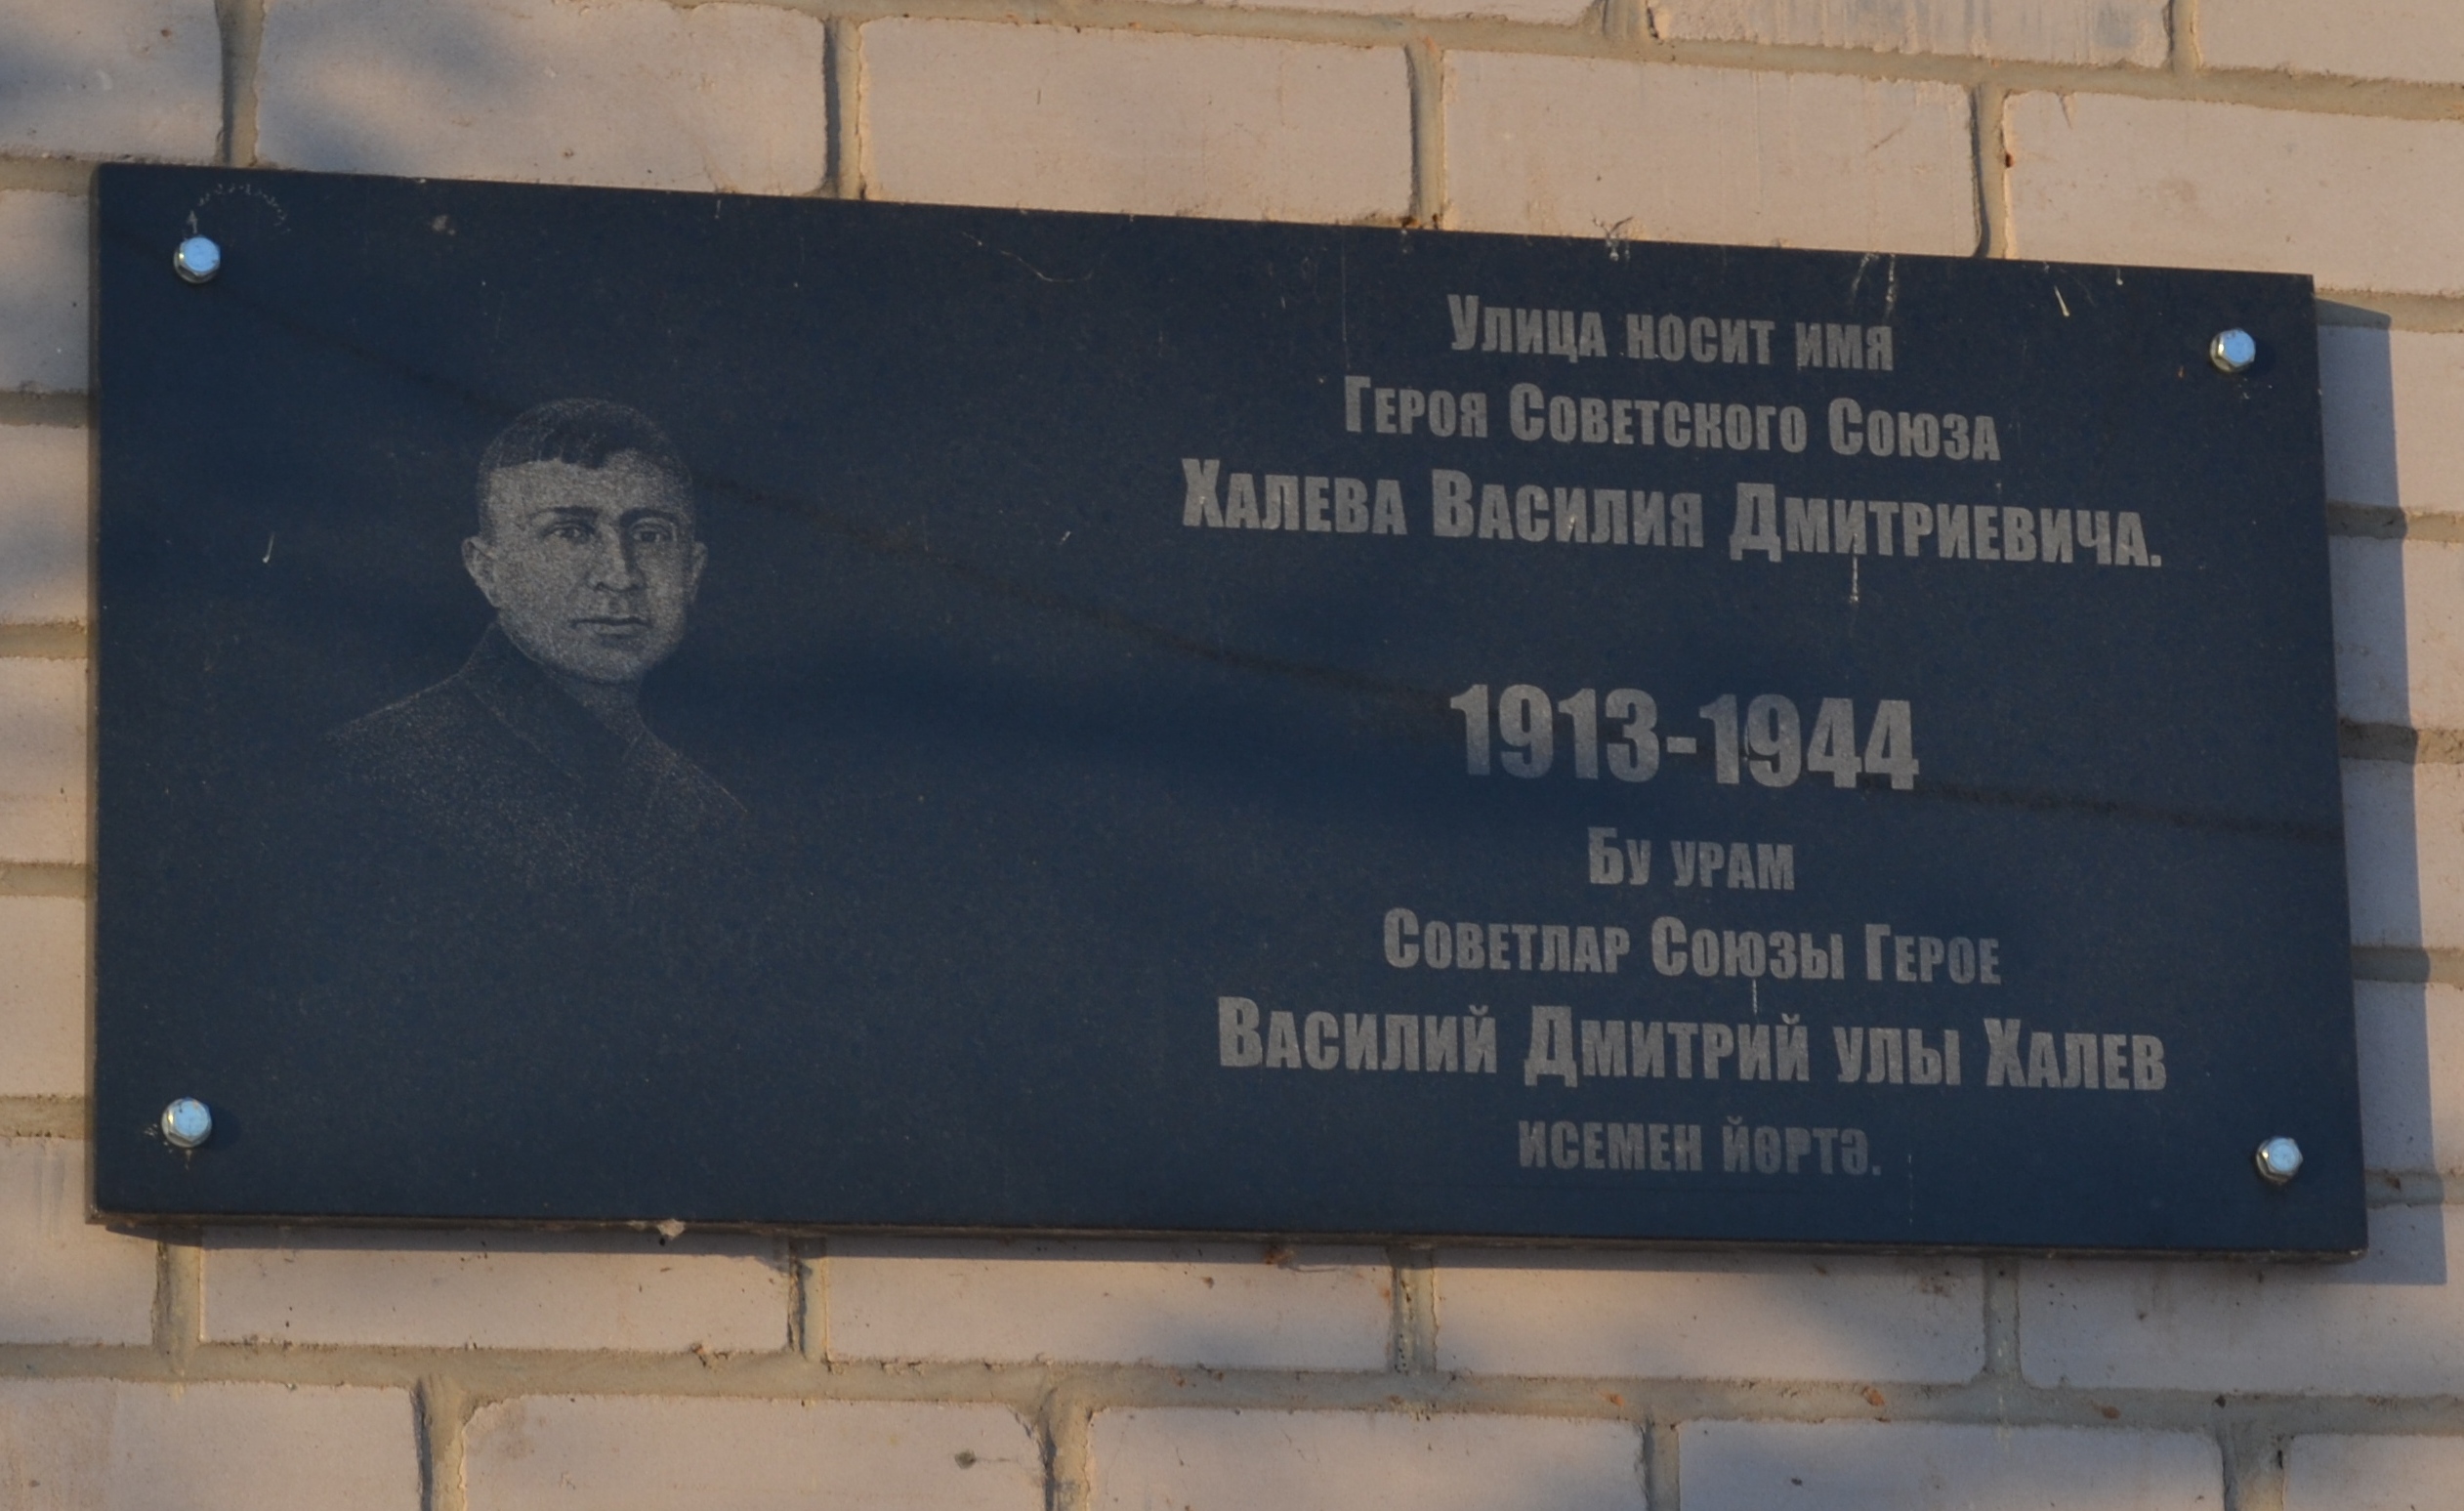 Улица носит имя
Героя Советского Союза
Халева Василия Дмитриевича.
1913-1944
Бу урам
Советлар Союзы Герое
Василий Дмитрий улы Халев
исемен йөртә.